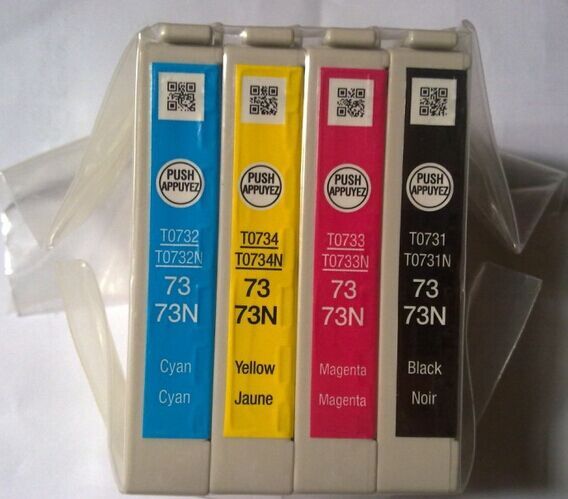 PUSH
APPUYEZ
T0732
T0732N
73
73N
Cyan
Cyan
PUSH
APPUYEZ
T0734
T0734N
73
73N
Yellow
Jaune
PUSH
APPUYEZ
T0733
T0733N
73
73N
Magenta
Magenta
PUSH
APPUYEZ
T0731
T0731N
73
73N
Black
Noir